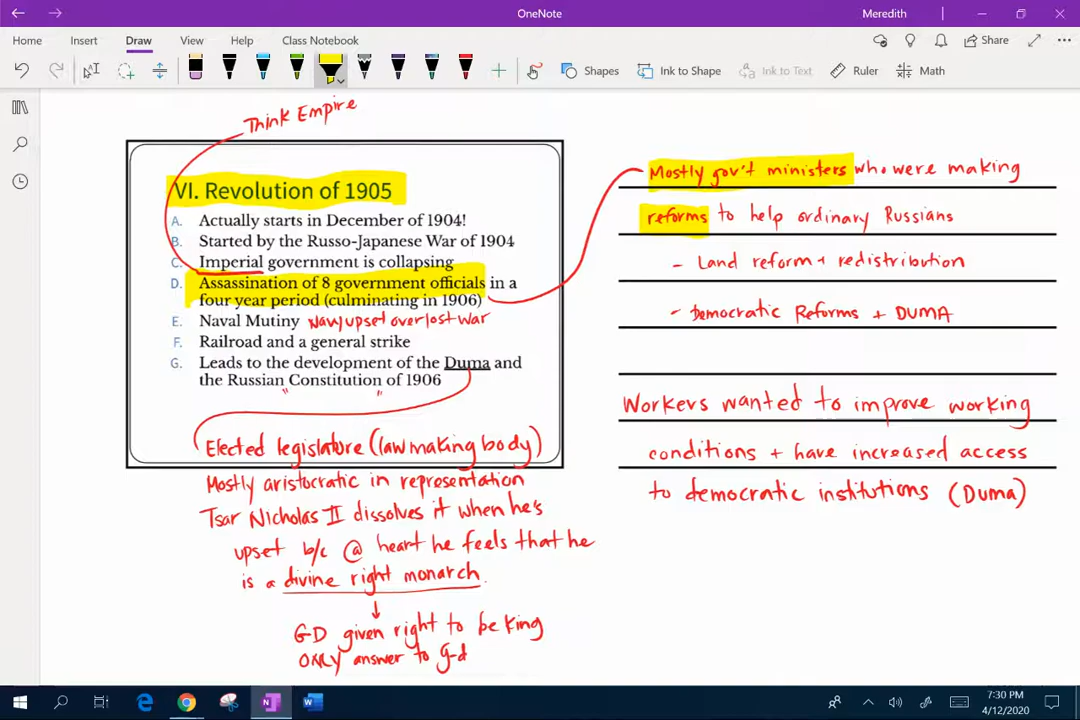 OneNote
Meredith
Home Insert Draw View Help Class Notebook
Share
Shapes Ink to Shape Ink to Text Ruler Math
Think Empire
VI. Revolution of 1905
A. Actually starts in December of 1904!
B. Started by the Russo-Japanese War of 1904
C. Imperial government is collapsing
D. Assassination of 8 government officials in a
four year period (culminating in 1906)
E. Naval Mutiny Navy upset over lost war
F. Railroad and a general strike
G. Leads to the development of the Duma and
the Russian "Constitution" of 1906
Elected legislature (lawmaking body)
Mostly aristocratic in representation
Tsar Nicholas II dissolves it when he's
upset b/c @ heart he feels that he
is a divine right monarch.
↓
G-D given right to be king
ONLY answer to g-d
Mostly gov't ministers who were making
reforms to help ordinary Russians
- Land reform + redistribution
- Democratic Reforms + DUMA
Workers wanted to improve working
conditions + have increased access
to democratic institutions (Duma)
7:30 PM
4/12/2020